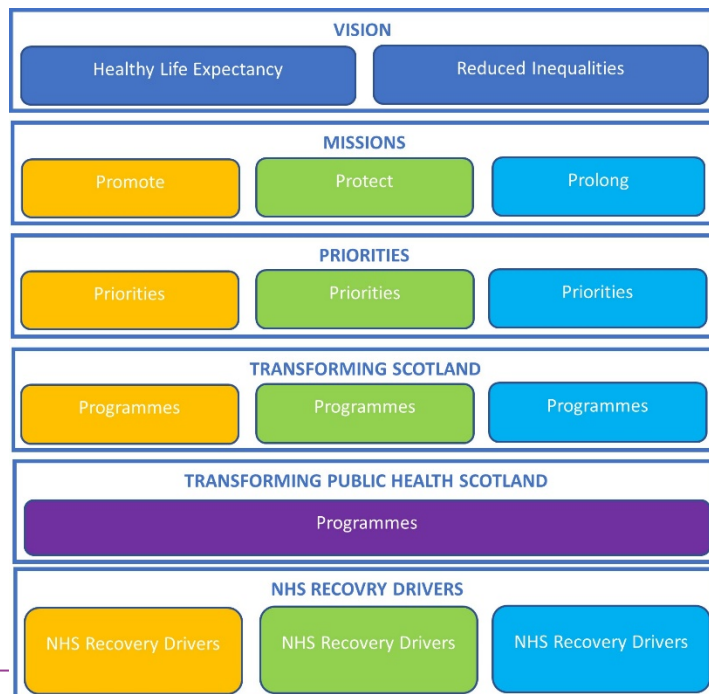 VISION
Healthy Life Expectancy
Reduced Inequalities
MISSIONS
Promote
Protect
Prolong
PRIORITIES
Priorities
Priorities
Priorities
TRANSFORMING SCOTLAND
Programmes
Programmes
Programmes
TRANSFORMING PUBLIC HEALTH SCOTLAND
Programmes
NHS RECOVRY DRIVERS
NHS Recovery Drivers
NHS Recovery Drivers
NHS Recovery Drivers